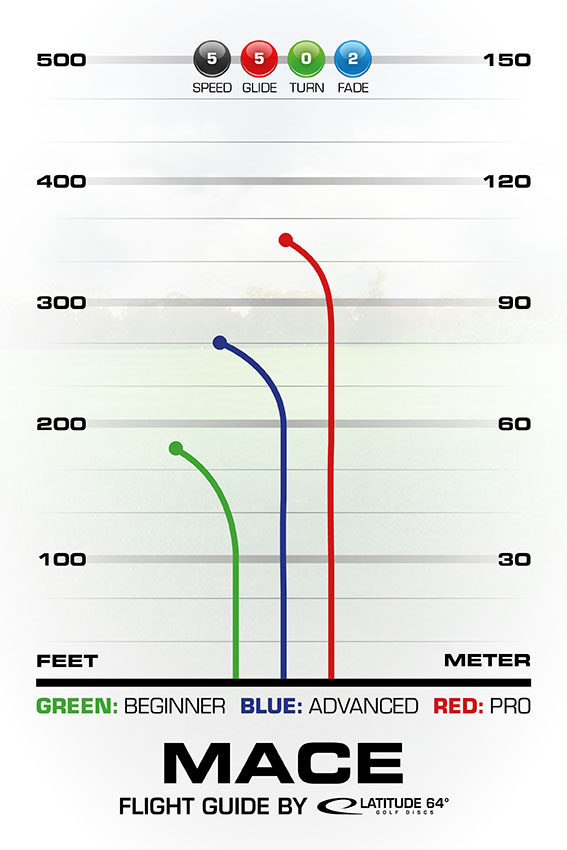 500 5 5 0 2 150
SPEED GLIDE TURN FADE
400 120
300 90
200 60
100 30
FEET METER
GREEN: BEGINNER BLUE: ADVANCED RED: PRO
MACE
FLIGHT GUIDE BY LATITUDE 64°
GOLF DISCS